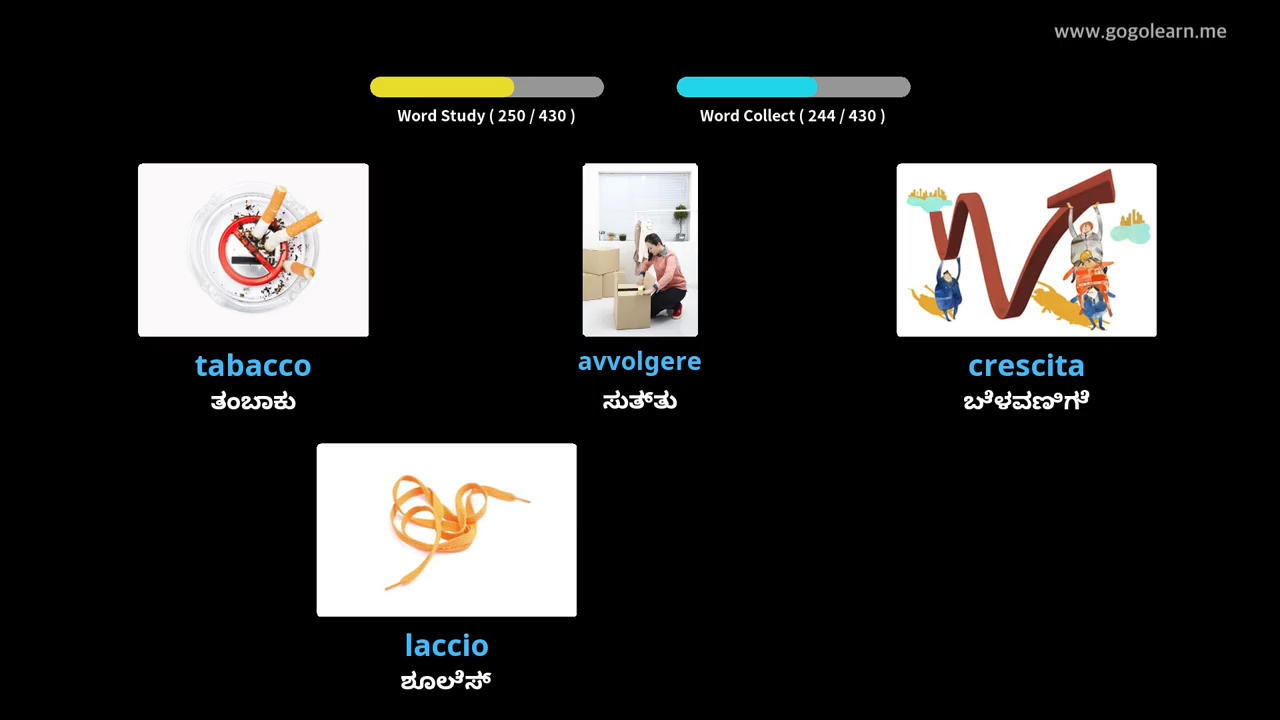 www.gogolearn.me
Word Study ( 250 / 430 )
Word Collect ( 244 / 430 )
tabacco
ತಂಬಾಕು
avvolgere
ಸುತ್ತು
crescita
ಬೆಳವಣಿಗೆ
laccio
ಶೂಲೆಸ್